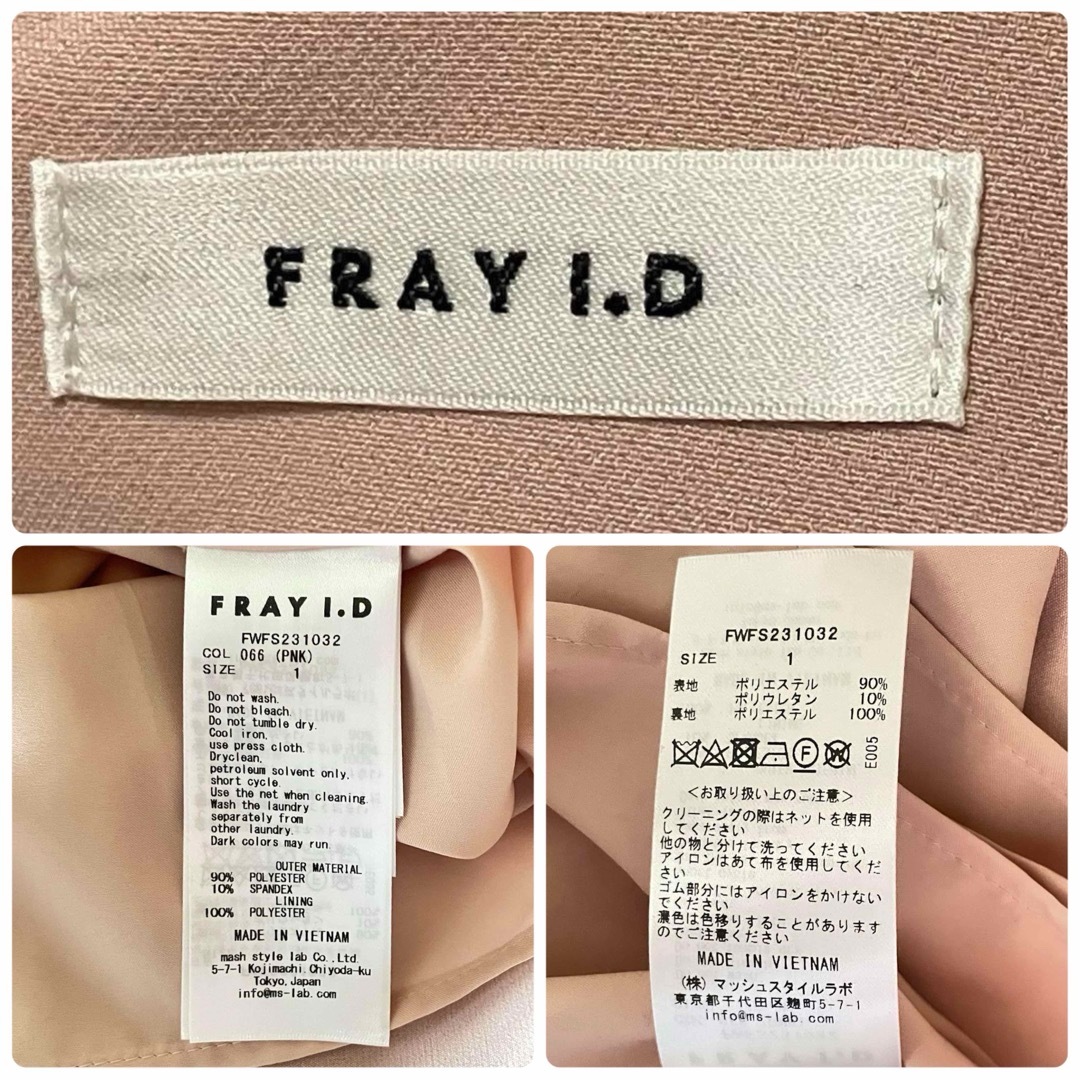 FRAY I.D
FRAY I.D
FWFS231032
COL 066 (PNK)
SIZE 1
Do not wash.
Do not bleach.
Do not tumble dry.
Cool iron.
use press cloth.
Dryclean,
petroleum solvent only,
short cycle.
Use the net when cleaning.
Wash the laundry
separately from
other laundry.
Dark colors may run.
OUTER MATERIAL
90% POLYESTER
10% SPANDEX
LINING
100% POLYESTER
MADE IN VIETNAM
mash style lab Co.,Ltd.
5-7-1 Kojimachi,Chiyoda-ku
Tokyo,Japan
info@ms-lab.com
FWFS231032
SIZE 1
表地 ポリエステル 90%
ポリウレタン 10%
裏地 ポリエステル 100%
F W
E005
<お取り扱い上のご注意>
クリーニングの際はネットを使用
してください
他の物と分けて洗ってください
アイロンはあて布を使用してくだ
さい
ゴム部分にはアイロンをかけない
でください
濃色は色移りすることがあります
のでご注意ください
MADE IN VIETNAM
(株) マッシュスタイルラボ
東京都千代田区麹町5-7-1
info@ms-lab.com